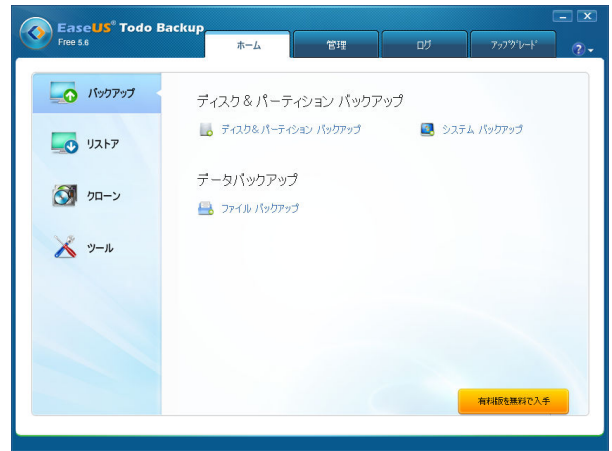 EaseUS® Todo Backup
Free 5.6
ホーム 管理 ログ アップグレード ?
バックアップ
リストア
クローン
ツール
ディスク＆パーティション バックアップ
ディスク&パーティション バックアップ システム バックアップ
データバックアップ
ファイル バックアップ
有料版を無料で入手